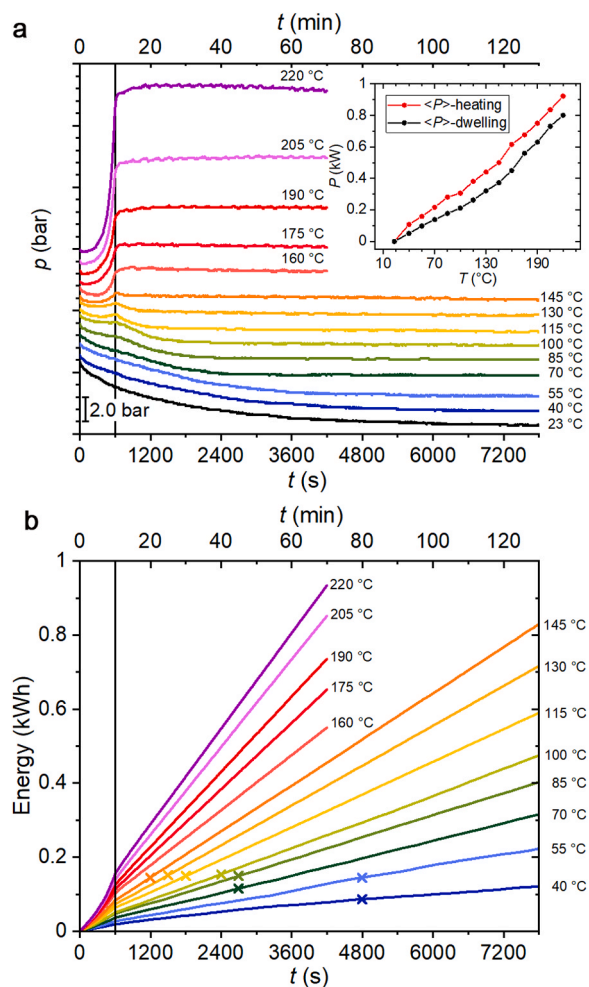 a
t (min)
0 20 40 60 80 100 120
220 °C
205 °C
190 °C
175 °C
160 °C
145 °C
130 °C
115 °C
100 °C
85 °C
70 °C
55 °C
40 °C
23 °C
p (bar)
2.0 bar
1
0.8
0.6
0.4
0.2
0
P (kW)
<P>-heating
<P>-dwelling
10 70 130 190
T (°C)
0 1200 2400 3600 4800 6000 7200
t (s)
b
t (min)
0 20 40 60 80 100 120
1
0.8
0.6
0.4
0.2
0
Energy (kWh)
220 °C
205 °C
190 °C
175 °C
160 °C
145 °C
130 °C
115 °C
100 °C
85 °C
70 °C
55 °C
40 °C
0 1200 2400 3600 4800 6000 7200
t (s)